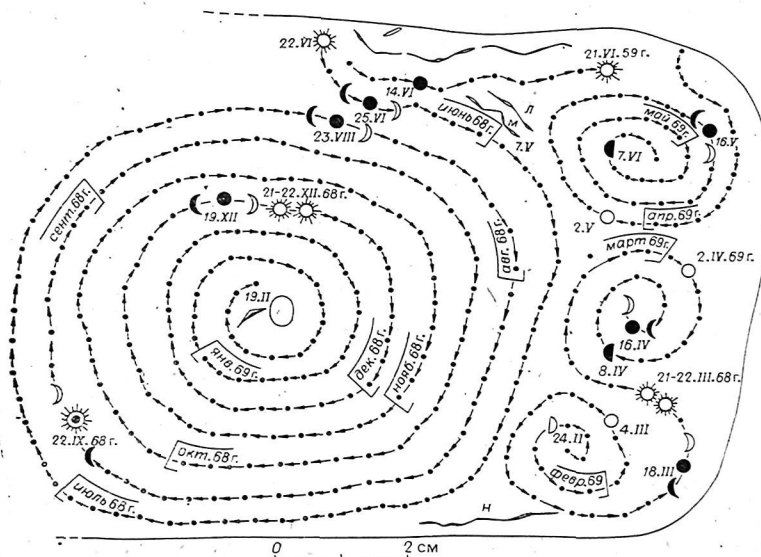 22.VI
21.VI.59 г.
14.VI
25.VI
23.VIII
июнь 68 г.
Л
М
7.V
май 69 г.
16.V
7.VI
сент. 68 г.
21-22.XII.68 г.
19.XII
авг. 68 г.
2.V
апр. 69 г.
март 69 г.
2.IV.69 г.
19.II
16.IV
янв. 69 г.
дек. 68 г.
нояб. 68 г.
8.IV
21-22.III.68 г.
22.IX.68 г.
4.III
24.II
окт. 68 г.
18.III
февр. 69
июль 68 г.
Н
0 2 см